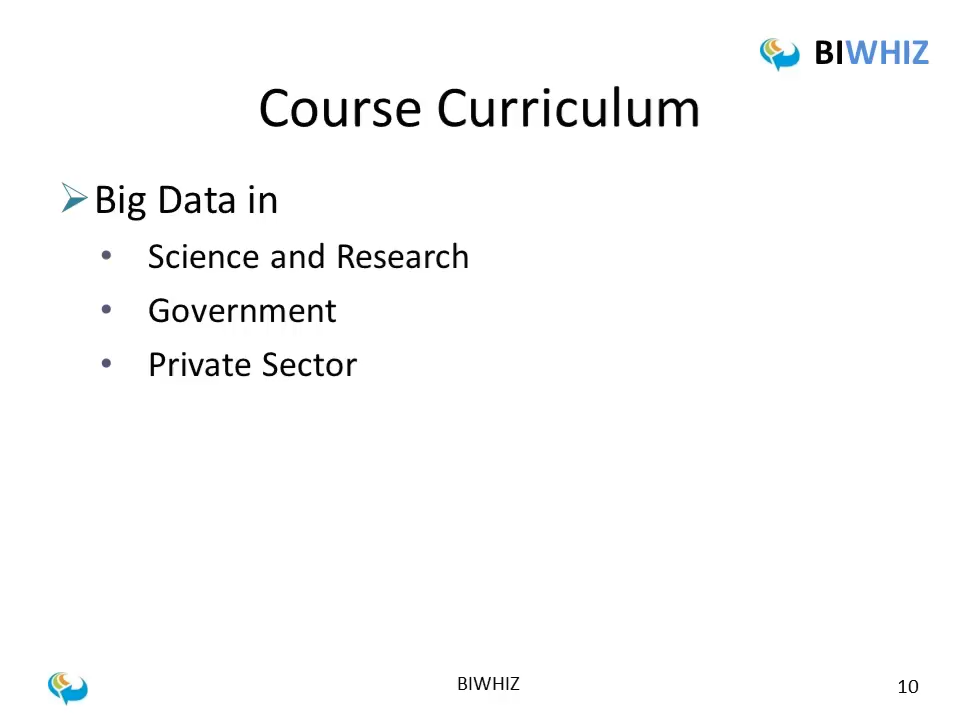 BIWHIZ
Course Curriculum
Big Data in
• Science and Research
• Government
• Private Sector
BIWHIZ
10